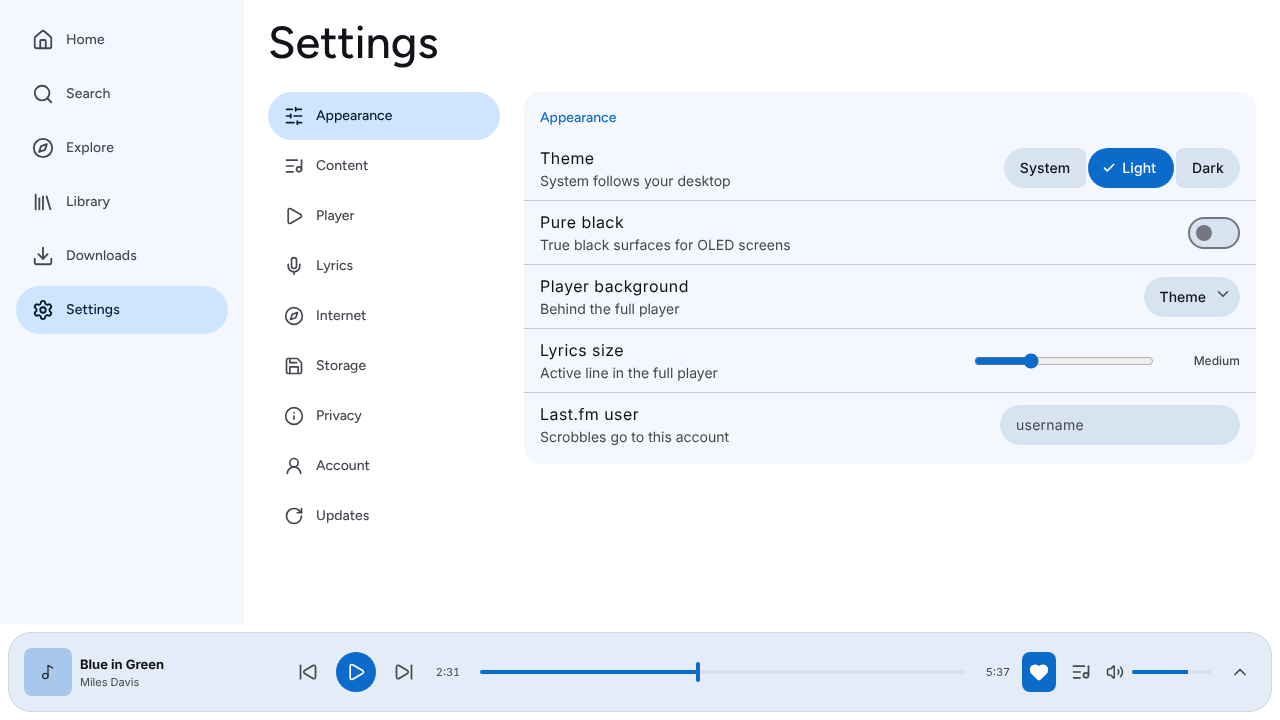 Home
Search
Explore
Library
Downloads
Settings
Settings
Appearance
Content
Player
Lyrics
Internet
Storage
Privacy
Account
Updates
Appearance
Theme
System follows your desktop
System
Light
Dark
Pure black
True black surfaces for OLED screens
Player background
Behind the full player
Theme
Lyrics size
Active line in the full player
Medium
Last.fm user
Scrobbles go to this account
username
Blue in Green
Miles Davis
2:31
5:37